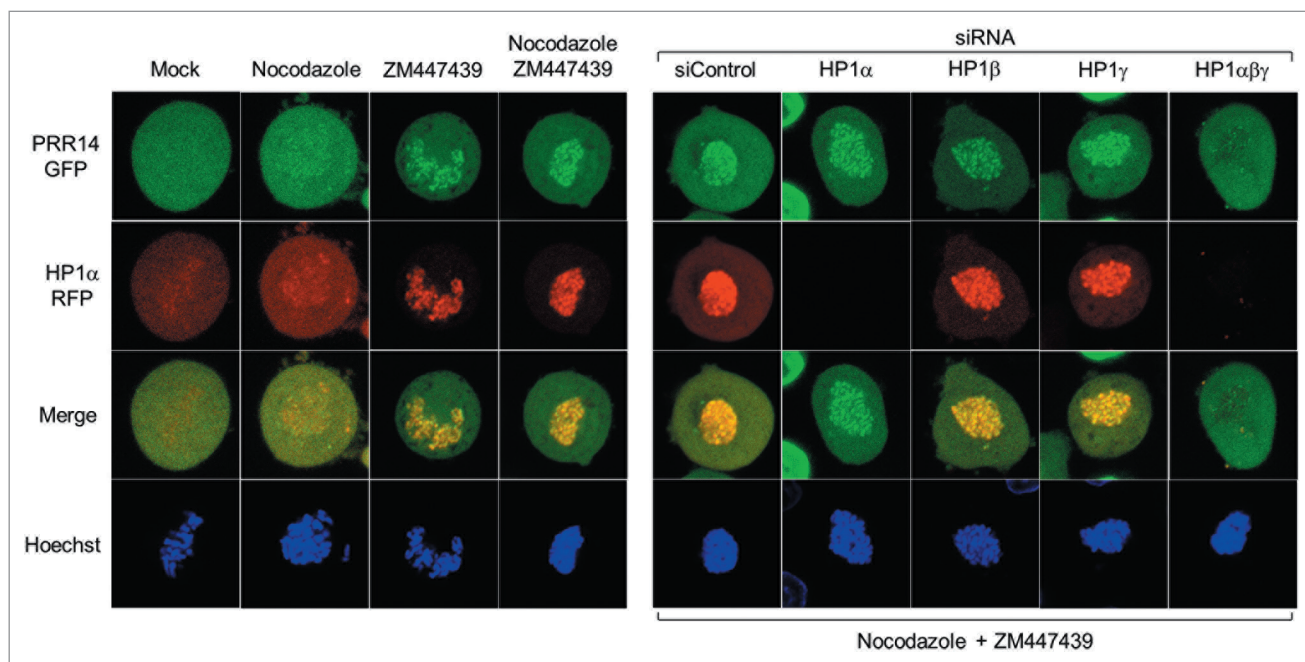 siRNA
Mock Nocodazole ZM447439 Nocodazole ZM447439 siControl HP1α HP1β HP1γ HP1αβγ
PRR14
GFP
HP1α
RFP
Merge
Hoechst
Nocodazole + ZM447439